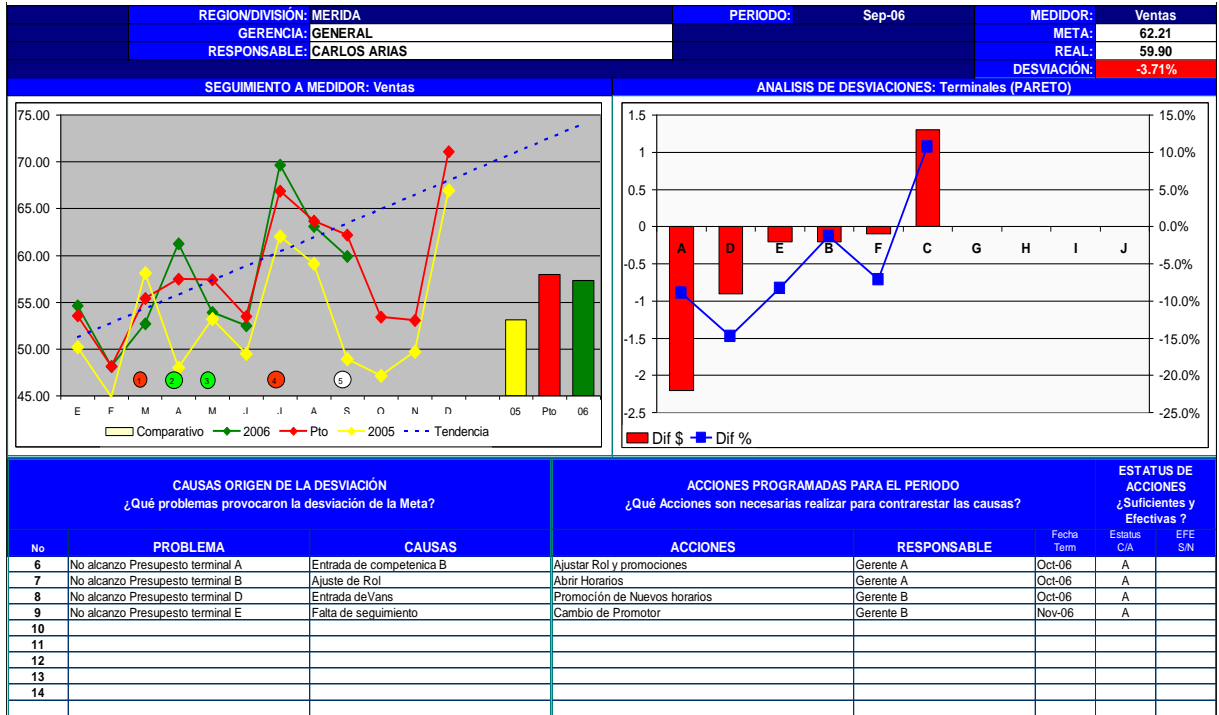 REGION/DIVISIÓN: MERIDA PERIODO: Sep-06 MEDIDOR: Ventas
GERENCIA: GENERAL META: 62.21
RESPONSABLE: CARLOS ARIAS REAL: 59.90
DESVIACIÓN: -3.71%
SEGUIMIENTO A MEDIDOR: Ventas
75.00
70.00
65.00
60.00
55.00
50.00
45.00
1 2 3 4 5
E F M A M J J A S O N D 05 Pto 06
Comparativo 2006 Pto 2005 Tendencia
ANALISIS DE DESVIACIONES: Terminales (PARETO)
1.5 15.0%
1 10.0%
0.5 5.0%
0 0.0%
A D E B F C G H I J
-0.5 -5.0%
-1 -10.0%
-1.5 -15.0%
-2 -20.0%
-2.5 -25.0%
Dif $ Dif %
CAUSAS ORIGEN DE LA DESVIACIÓN
¿Qué problemas provocaron la desviación de la Meta?
ACCIONES PROGRAMADAS PARA EL PERIODO
¿Qué Acciones son necesarias realizar para contrarestar las causas?
ESTATUS DE
ACCIONES
¿Suficientes y
Efectivas ?
No PROBLEMA CAUSAS ACCIONES RESPONSABLE Fecha Term Estatus C/A EFE S/N
6 No alcanzo Presupesto terminal A Entrada de competenica B Ajustar Rol y promociones Gerente A Oct-06 A
7 No alcanzo Presupesto terminal B Ajuste de Rol Abrir Horarios Gerente A Oct-06 A
8 No alcanzo Presupesto terminal D Entrada deVans Promoción de Nuevos horarios Gerente B Oct-06 A
9 No alcanzo Presupesto terminal E Falta de seguimiento Cambio de Promotor Gerente B Nov-06 A
10
11
12
13
14